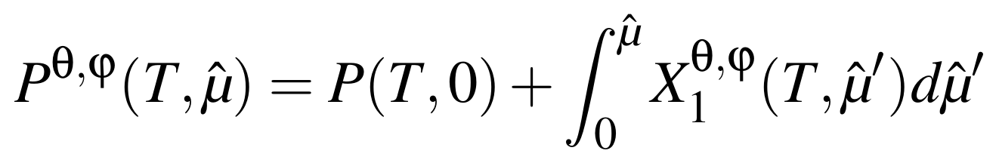 P^{θ,φ}(T, μ̂) = P(T, 0) + ∫_0^{μ̂} X_1^{θ,φ}(T, μ̂′)dμ̂′